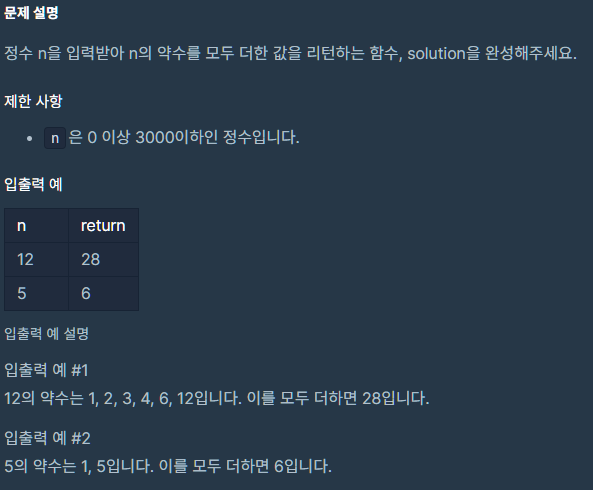 문제 설명
정수 n을 입력받아 n의 약수를 모두 더한 값을 리턴하는 함수, solution을 완성해주세요.
제한 사항
• n 은 0 이상 3000이하인 정수입니다.
입출력 예
n return
12 28
5 6
입출력 예 설명
입출력 예 #1
12의 약수는 1, 2, 3, 4, 6, 12입니다. 이를 모두 더하면 28입니다.
입출력 예 #2
5의 약수는 1, 5입니다. 이를 모두 더하면 6입니다.